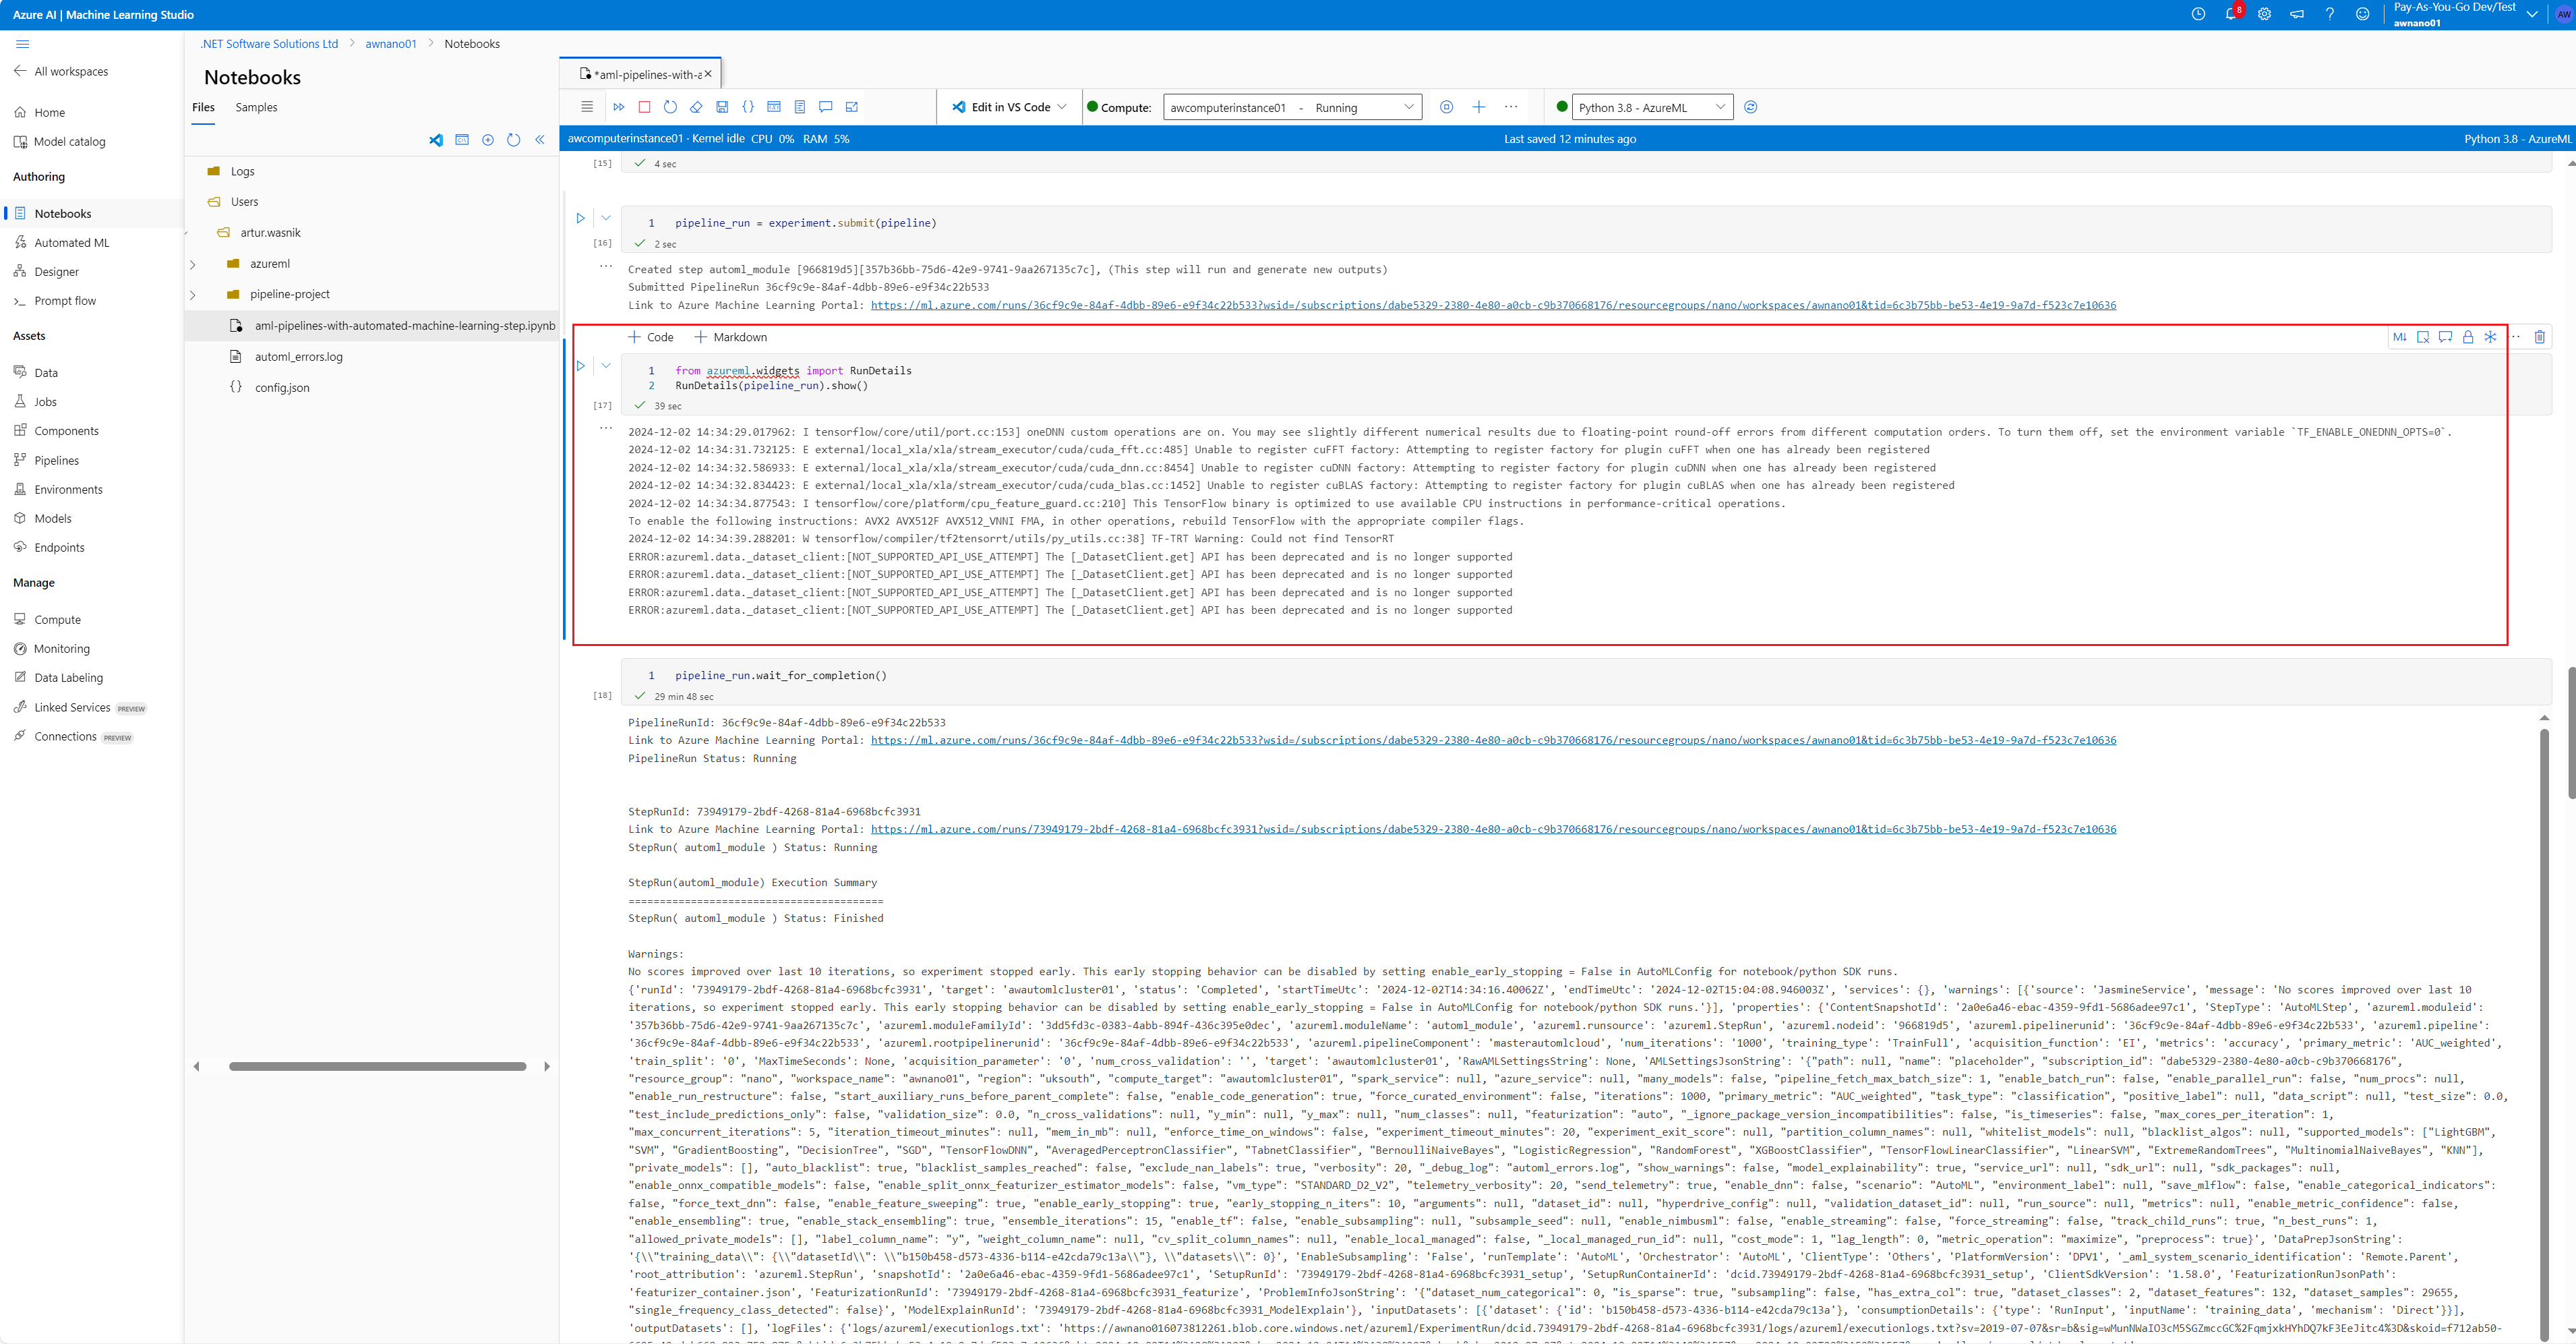 Azure AI | Machine Learning Studio
8
Pay-As-You-Go Dev/Test
awnano01
AW
All workspaces
Home
Model catalog
Authoring
Notebooks
Automated ML
Designer
Prompt flow
Assets
Data
Jobs
Components
Pipelines
Environments
Models
Endpoints
Manage
Compute
Monitoring
Data Labeling
Linked Services PREVIEW
Connections PREVIEW
.NET Software Solutions Ltd > awnano01 > Notebooks
Notebooks
Files Samples
Logs
Users
artur.wasnik
azureml
pipeline-project
aml-pipelines-with-automated-machine-learning-step.ipynb
automl_errors.log
{} config.json
*aml-pipelines-with-a
Edit in VS Code
Compute: awcomputerinstance01 - Running
Python 3.8 - AzureML
awcomputerinstance01 · Kernel idle CPU 0% RAM 5%
Last saved 12 minutes ago
Python 3.8 - AzureML
[15] 4 sec
1 pipeline_run = experiment.submit(pipeline)
[16] 2 sec
Created step automl_module [966819d5][357b36bb-75d6-42e9-9741-9aa267135c7c], (This step will run and generate new outputs)
Submitted PipelineRun 36cf9c9e-84af-4dbb-89e6-e9f34c22b533
Link to Azure Machine Learning Portal: https://ml.azure.com/runs/36cf9c9e-84af-4dbb-89e6-e9f34c22b533?wsid=/subscriptions/dabe5329-2380-4e80-a0cb-c9b370668176/resourcegroups/nano/workspaces/awnano01&tid=6c3b75bb-be53-4e19-9a7d-f523c7e10636
+ Code + Markdown
M↓
1 from azureml.widgets import RunDetails
2 RunDetails(pipeline_run).show()
[17] 39 sec
2024-12-02 14:34:29.017962: I tensorflow/core/util/port.cc:153] oneDNN custom operations are on. You may see slightly different numerical results due to floating-point round-off errors from different computation orders. To turn them off, set the environment variable `TF_ENABLE_ONEDNN_OPTS=0`.
2024-12-02 14:34:31.732125: E external/local_xla/xla/stream_executor/cuda/cuda_fft.cc:485] Unable to register cuFFT factory: Attempting to register factory for plugin cuFFT when one has already been registered
2024-12-02 14:34:32.586933: E external/local_xla/xla/stream_executor/cuda/cuda_dnn.cc:8454] Unable to register cuDNN factory: Attempting to register factory for plugin cuDNN when one has already been registered
2024-12-02 14:34:32.834423: E external/local_xla/xla/stream_executor/cuda/cuda_blas.cc:1452] Unable to register cuBLAS factory: Attempting to register factory for plugin cuBLAS when one has already been registered
2024-12-02 14:34:34.877543: I tensorflow/core/platform/cpu_feature_guard.cc:210] This TensorFlow binary is optimized to use available CPU instructions in performance-critical operations.
To enable the following instructions: AVX2 AVX512F AVX512_VNNI FMA, in other operations, rebuild TensorFlow with the appropriate compiler flags.
2024-12-02 14:34:39.288201: W tensorflow/compiler/tf2tensorrt/utils/py_utils.cc:38] TF-TRT Warning: Could not find TensorRT
ERROR:azureml.data._dataset_client:[NOT_SUPPORTED_API_USE_ATTEMPT] The [_DatasetClient.get] API has been deprecated and is no longer supported
ERROR:azureml.data._dataset_client:[NOT_SUPPORTED_API_USE_ATTEMPT] The [_DatasetClient.get] API has been deprecated and is no longer supported
ERROR:azureml.data._dataset_client:[NOT_SUPPORTED_API_USE_ATTEMPT] The [_DatasetClient.get] API has been deprecated and is no longer supported
ERROR:azureml.data._dataset_client:[NOT_SUPPORTED_API_USE_ATTEMPT] The [_DatasetClient.get] API has been deprecated and is no longer supported
1 pipeline_run.wait_for_completion()
[18] 29 min 48 sec
PipelineRunId: 36cf9c9e-84af-4dbb-89e6-e9f34c22b533
Link to Azure Machine Learning Portal: https://ml.azure.com/runs/36cf9c9e-84af-4dbb-89e6-e9f34c22b533?wsid=/subscriptions/dabe5329-2380-4e80-a0cb-c9b370668176/resourcegroups/nano/workspaces/awnano01&tid=6c3b75bb-be53-4e19-9a7d-f523c7e10636
PipelineRun Status: Running
StepRunId: 73949179-2bdf-4268-81a4-6968bcfc3931
Link to Azure Machine Learning Portal: https://ml.azure.com/runs/73949179-2bdf-4268-81a4-6968bcfc3931?wsid=/subscriptions/dabe5329-2380-4e80-a0cb-c9b370668176/resourcegroups/nano/workspaces/awnano01&tid=6c3b75bb-be53-4e19-9a7d-f523c7e10636
StepRun( automl_module ) Status: Running
StepRun(automl_module) Execution Summary
=========================================
StepRun( automl_module ) Status: Finished
Warnings:
No scores improved over last 10 iterations, so experiment stopped early. This early stopping behavior can be disabled by setting enable_early_stopping = False in AutoMLConfig for notebook/python SDK runs.
{'runId': '73949179-2bdf-4268-81a4-6968bcfc3931', 'target': 'awautomlcluster01', 'status': 'Completed', 'startTimeUtc': '2024-12-02T14:34:16.40062Z', 'endTimeUtc': '2024-12-02T15:04:08.946003Z', 'services': {}, 'warnings': [{'source': 'JasmineService', 'message': 'No scores improved over last 10
iterations, so experiment stopped early. This early stopping behavior can be disabled by setting enable_early_stopping = False in AutoMLConfig for notebook/python SDK runs.'}], 'properties': {'ContentSnapshotId': '2a0e6a46-ebac-4359-9fd1-5686adee97c1', 'StepType': 'AutoMLStep', 'azureml.moduleid':
'357b36bb-75d6-42e9-9741-9aa267135c7c', 'azureml.moduleFamilyId': '3dd5fd3c-0383-4abb-894f-436c395e0dec', 'azureml.moduleName': 'automl_module', 'azureml.runsource': 'azureml.StepRun', 'azureml.nodeid': '966819d5', 'azureml.pipelinerunid': '36cf9c9e-84af-4dbb-89e6-e9f34c22b533', 'azureml.pipeline':
'36cf9c9e-84af-4dbb-89e6-e9f34c22b533', 'azureml.rootpipelinerunid': '36cf9c9e-84af-4dbb-89e6-e9f34c22b533', 'azureml.pipelineComponent': 'masterautomlcloud', 'num_iterations': '1000', 'training_type': 'TrainFull', 'acquisition_function': 'EI', 'metrics': 'accuracy', 'primary_metric': 'AUC_weighted',
'train_split': '0', 'MaxTimeSeconds': None, 'acquisition_parameter': '0', 'num_cross_validation': '', 'target': 'awautomlcluster01', 'RawAMLSettingsString': None, 'AMLSettingsJsonString': '{"path": null, "name": "placeholder", "subscription_id": "dabe5329-2380-4e80-a0cb-c9b370668176",
"resource_group": "nano", "workspace_name": "awnano01", "region": "uksouth", "compute_target": "awautomlcluster01", "spark_service": null, "azure_service": null, "many_models": false, "pipeline_fetch_max_batch_size": 1, "enable_batch_run": false, "enable_parallel_run": false, "num_procs": null,
"enable_run_restructure": false, "start_auxiliary_runs_before_parent_complete": false, "enable_code_generation": true, "force_curated_environment": false, "iterations": 1000, "primary_metric": "AUC_weighted", "task_type": "classification", "positive_label": null, "data_script": null, "test_size": 0.0,
"test_include_predictions_only": false, "validation_size": 0.0, "n_cross_validations": null, "y_min": null, "y_max": null, "num_classes": null, "featurization": "auto", "_ignore_package_version_incompatibilities": false, "is_timeseries": false, "max_cores_per_iteration": 1,
"max_concurrent_iterations": 5, "iteration_timeout_minutes": null, "mem_in_mb": null, "enforce_time_on_windows": false, "experiment_timeout_minutes": 20, "experiment_exit_score": null, "partition_column_names": null, "whitelist_models": null, "blacklist_algos": null, "supported_models": ["LightGBM",
"SVM", "GradientBoosting", "DecisionTree", "SGD", "TensorFlowDNN", "AveragedPerceptronClassifier", "TabnetClassifier", "BernoulliNaiveBayes", "LogisticRegression", "RandomForest", "XGBoostClassifier", "TensorFlowLinearClassifier", "LinearSVM", "ExtremeRandomTrees", "MultinomialNaiveBayes", "KNN"],
"private_models": [], "auto_blacklist": true, "blacklist_samples_reached": false, "exclude_nan_labels": true, "verbosity": 20, "_debug_log": "automl_errors.log", "show_warnings": false, "model_explainability": true, "service_url": null, "sdk_url": null, "sdk_packages": null,
"enable_onnx_compatible_models": false, "enable_split_onnx_featurizer_estimator_models": false, "vm_type": "STANDARD_D2_V2", "telemetry_verbosity": 20, "send_telemetry": true, "enable_dnn": false, "scenario": "AutoML", "environment_label": null, "save_mlflow": false, "enable_categorical_indicators":
false, "force_text_dnn": false, "enable_feature_sweeping": true, "enable_early_stopping": true, "early_stopping_n_iters": 10, "arguments": null, "dataset_id": null, "hyperdrive_config": null, "validation_dataset_id": null, "run_source": null, "metrics": null, "enable_metric_confidence": false,
"enable_ensembling": true, "enable_stack_ensembling": true, "ensemble_iterations": 15, "enable_tf": false, "enable_subsampling": null, "subsample_seed": null, "enable_nimbusml": false, "enable_streaming": false, "force_streaming": false, "track_child_runs": true, "n_best_runs": 1,
"allowed_private_models": [], "label_column_name": "y", "weight_column_name": null, "cv_split_column_names": null, "enable_local_managed": false, "_local_managed_run_id": null, "cost_mode": 1, "lag_length": 0, "metric_operation": "maximize", "preprocess": true}', 'DataPrepJsonString':
'{\\"training_data\\": {\\"datasetId\\": \\"b150b458-d573-4336-b114-e42cda79c13a\\"}, \\"datasets\\": 0}', 'EnableSubsampling': 'False', 'runTemplate': 'AutoML', 'Orchestrator': 'AutoML', 'ClientType': 'Others', 'PlatformVersion': 'DPV1', '_aml_system_scenario_identification': 'Remote.Parent',
'root_attribution': 'azureml.StepRun', 'snapshotId': '2a0e6a46-ebac-4359-9fd1-5686adee97c1', 'SetupRunId': '73949179-2bdf-4268-81a4-6968bcfc3931_setup', 'SetupRunContainerId': 'dcid.73949179-2bdf-4268-81a4-6968bcfc3931_setup', 'ClientSdkVersion': '1.58.0', 'FeaturizationRunJsonPath':
'featurizer_container.json', 'FeaturizationRunId': '73949179-2bdf-4268-81a4-6968bcfc3931_featurize', 'ProblemInfoJsonString': '{"dataset_num_categorical": 0, "is_sparse": true, "subsampling": false, "has_extra_col": true, "dataset_classes": 2, "dataset_features": 132, "dataset_samples": 29655,
"single_frequency_class_detected": false}', 'ModelExplainRunId': '73949179-2bdf-4268-81a4-6968bcfc3931_ModelExplain'}, 'inputDatasets': [{'dataset': {'id': 'b150b458-d573-4336-b114-e42cda79c13a'}, 'consumptionDetails': {'type': 'RunInput', 'inputName': 'training_data', 'mechanism': 'Direct'}}],